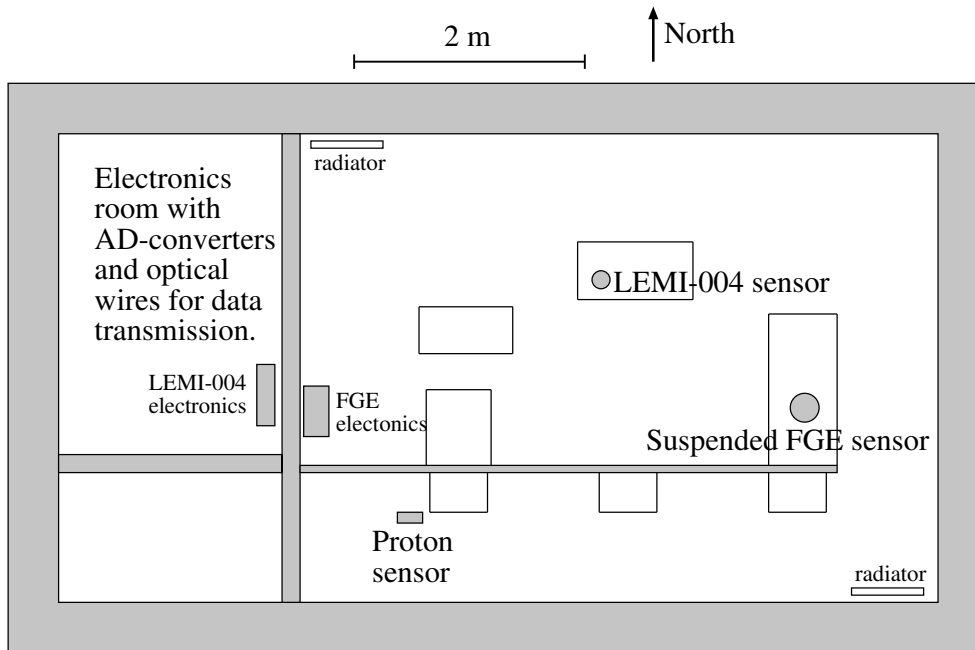 2 m
North
radiator
Electronics
room with
AD-converters
and optical
wires for data
transmission.
LEMI-004 sensor
LEMI-004
electronics
FGE
electonics
Suspended FGE sensor
Proton
sensor
radiator